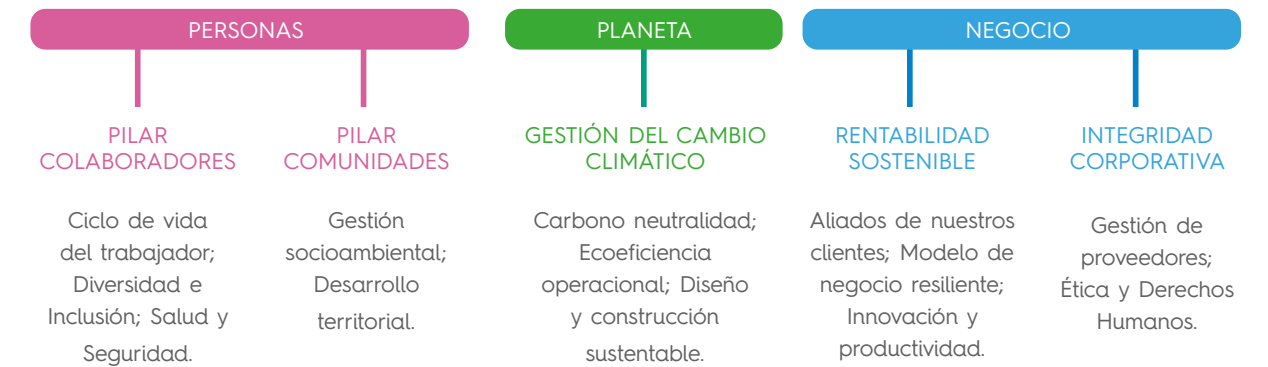 PERSONAS
PILAR
COLABORADORES
Ciclo de vida
del trabajador;
Diversidad e
Inclusión; Salud y
Seguridad.
PILAR
COMUNIDADES
Gestión
socioambiental;
Desarrollo
territorial.
PLANETA
GESTIÓN DEL CAMBIO
CLIMÁTICO
Carbono neutralidad;
Ecoeficiencia
operacional; Diseño
y construcción
sustentable.
NEGOCIO
RENTABILIDAD
SOSTENIBLE
Aliados de nuestros
clientes; Modelo de
negocio resiliente;
Innovación y
productividad.
INTEGRIDAD
CORPORATIVA
Gestión de
proveedores;
Ética y Derechos
Humanos.